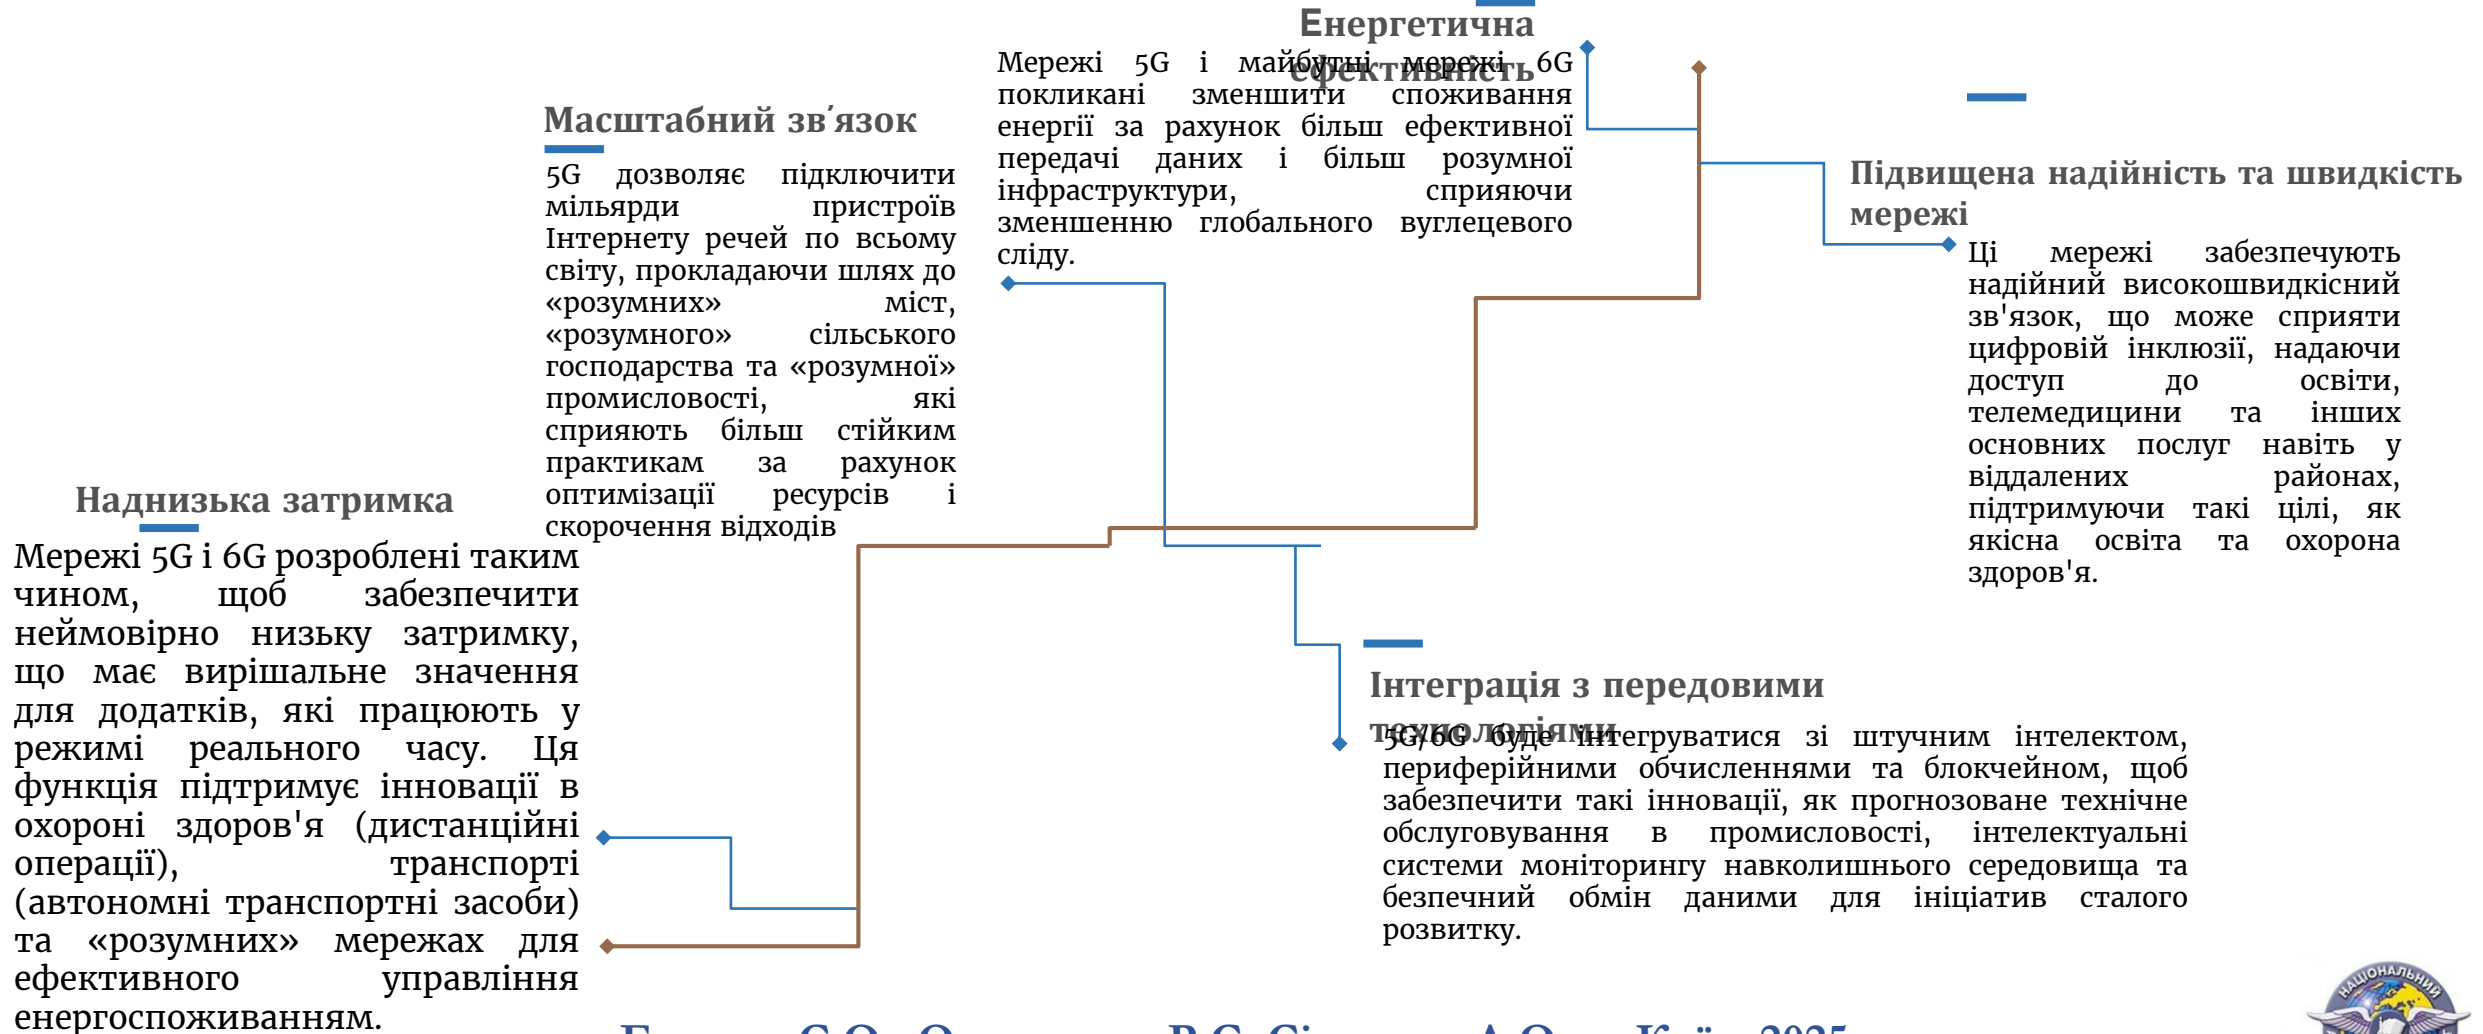 Енергетична
ефективність
Мережі 5G і майбутні мережі 6G
покликані зменшити споживання
енергії за рахунок більш ефективної
передачі даних і більш розумної
інфраструктури, сприяючи
зменшенню глобального вуглецевого
сліду.
Масштабний зв′язок
5G дозволяє підключити
мільярди пристроїв
Інтернету речей по всьому
світу, прокладаючи шлях до
«розумних» міст,
«розумного» сільського
господарства та «розумної»
промисловості, які
сприяють більш стійким
практикам за рахунок
оптимізації ресурсів і
скорочення відходів
Підвищена надійність та швидкість
мережі
Ці мережі забезпечують
надійний високошвидкісний
зв'язок, що може сприяти
цифровій інклюзії, надаючи
доступ до освіти,
телемедицини та інших
основних послуг навіть у
віддалених районах,
підтримуючи такі цілі, як
якісна освіта та охорона
здоров'я.
Наднизька затримка
Мережі 5G і 6G розроблені таким
чином, щоб забезпечити
неймовірно низьку затримку,
що має вирішальне значення
для додатків, які працюють у
режимі реального часу. Ця
функція підтримує інновації в
охороні здоров'я (дистанційні
операції), транспорті
(автономні транспортні засоби)
та «розумних» мережах для
ефективного управління
енергоспоживанням.
Інтеграція з передовими
технологіями
5G/6G буде інтегруватися зі штучним інтелектом,
периферійними обчисленнями та блокчейном, щоб
забезпечити такі інновації, як прогнозоване технічне
обслуговування в промисловості, інтелектуальні
системи моніторингу навколишнього середовища та
безпечний обмін даними для ініціатив сталого
розвитку.
НАЦІОНАЛЬНИЙ